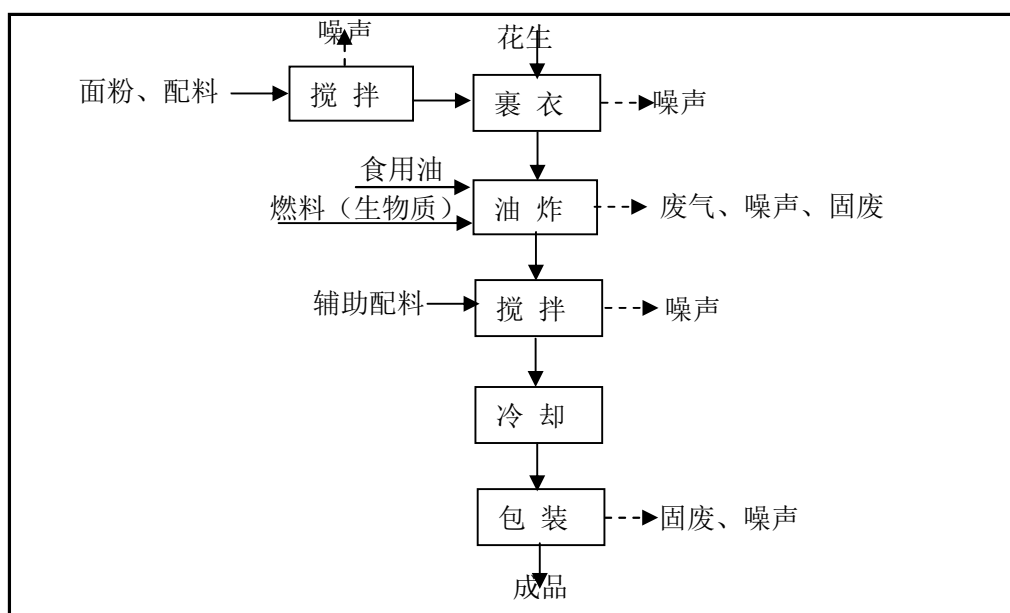 噪声
花生
面粉、配料
搅 拌
裹 衣
噪声
食用油
燃料（生物质）
油 炸
废气、噪声、固废
辅助配料
搅 拌
噪声
冷 却
包 装
固废、噪声
成品